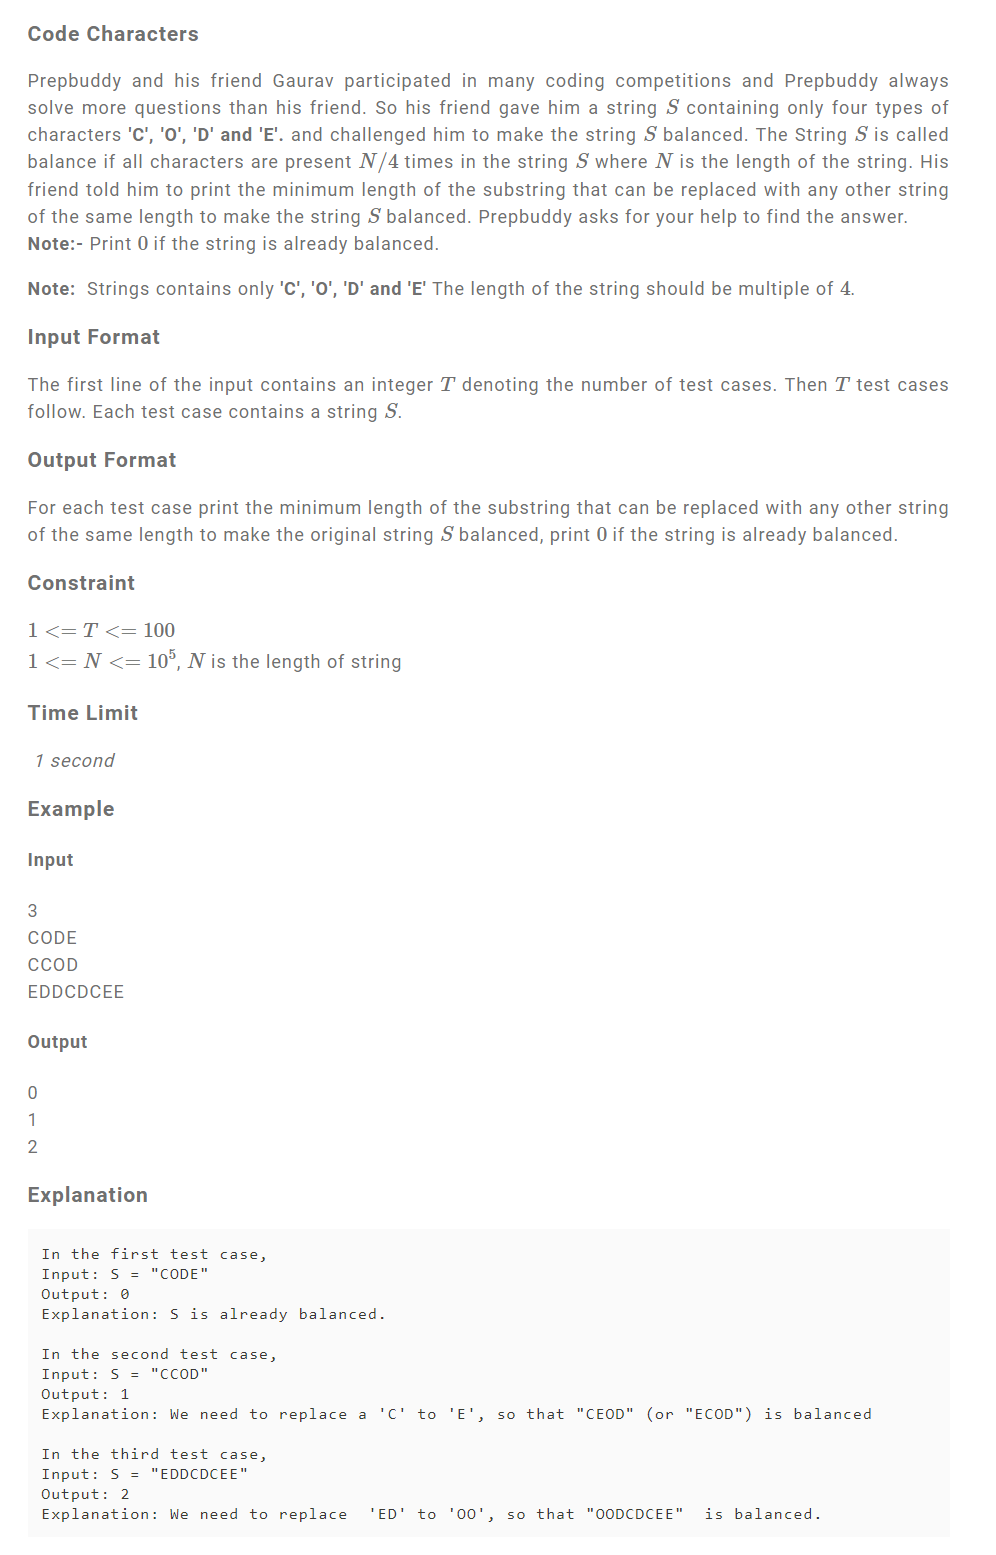 Code Characters
Prepbuddy and his friend Gaurav participated in many coding competitions and Prepbuddy always
solve more questions than his friend. So his friend gave him a string S containing only four types of
characters 'C', 'O', 'D' and 'E'. and challenged him to make the string S balanced. The String S is called
balance if all characters are present N/4 times in the string S where N is the length of the string. His
friend told him to print the minimum length of the substring that can be replaced with any other string
of the same length to make the string S balanced. Prepbuddy asks for your help to find the answer.
Note:- Print 0 if the string is already balanced.
Note: Strings contains only 'C', 'O', 'D' and 'E' The length of the string should be multiple of 4.
Input Format
The first line of the input contains an integer T denoting the number of test cases. Then T test cases
follow. Each test case contains a string S.
Output Format
For each test case print the minimum length of the substring that can be replaced with any other string
of the same length to make the original string S balanced, print 0 if the string is already balanced.
Constraint
1 <= T <= 100
1 <= N <= 10^5, N is the length of string
Time Limit
1 second
Example
Input
3
CODE
CCOD
EDDCDCEE
Output
0
1
2
Explanation
In the first test case,
Input: S = "CODE"
Output: 0
Explanation: S is already balanced.
In the second test case,
Input: S = "CCOD"
Output: 1
Explanation: We need to replace a 'C' to 'E', so that "CEOD" (or "ECOD") is balanced
In the third test case,
Input: S = "EDDCDCEE"
Output: 2
Explanation: We need to replace  'ED' to 'OO', so that "OODCDCEE"  is balanced.